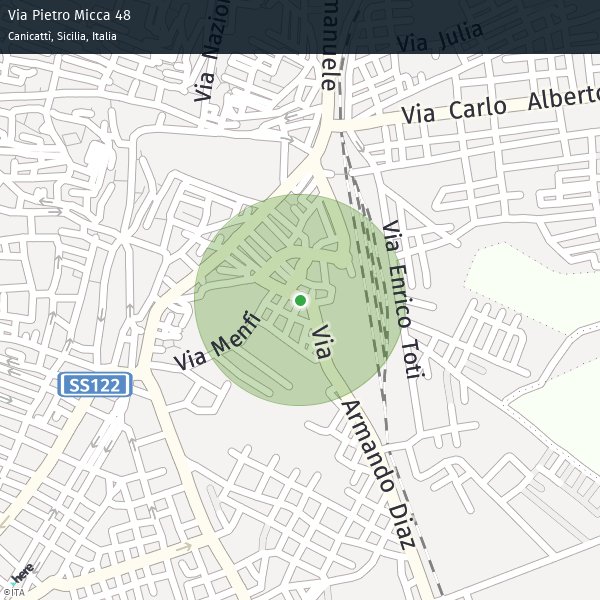 Via Pietro Micca 48
Canicattì, Sicilia, Italia
Via Julia
Via Nazion
manuele
Via Carlo Alberto
Via Enrico Toti
Via Menfi
Via Armando Diaz
SS122
here
©ITA